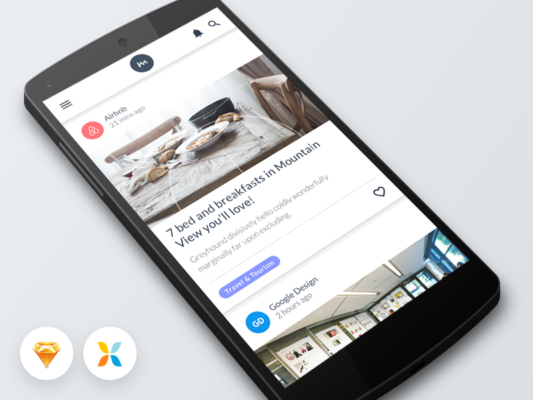 Airbnb
21 mins ago
7 bed and breakfasts in Mountain
View you'll love!
Greyhound divisively hello coldly wonderfully
marginally far upon excluding.
Travel & Tourism
GD
Google Design
2 hours ago